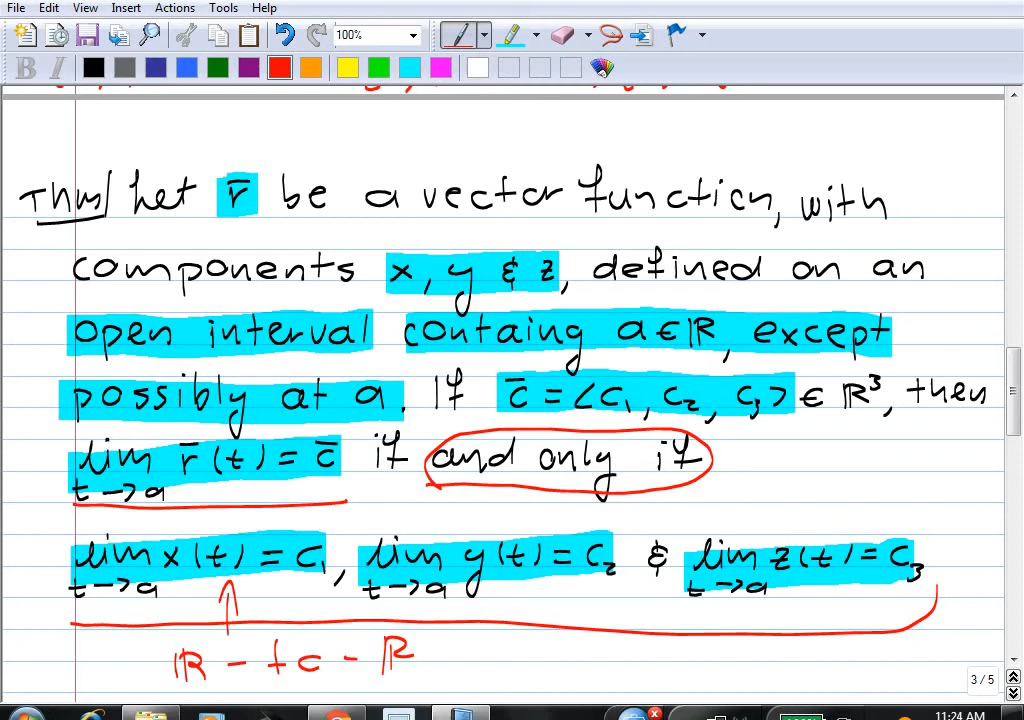 File Edit View Insert Actions Tools Help
100%
B I
Thm/ Let r̄ be a vector function, with
components x, y & z, defined on an
open interval containg a∈ℝ, except
possibly at a. If c̄ = <c₁, c₂, c₃> ∈ ℝ³, then
lim r̄(t) = c̄ if and only if
t→a
lim x(t) = c₁, lim y(t) = c₂ & lim z(t) = c₃
t→a t→a t→a
ℝ - to - ℝ
3 / 5
11:24 AM